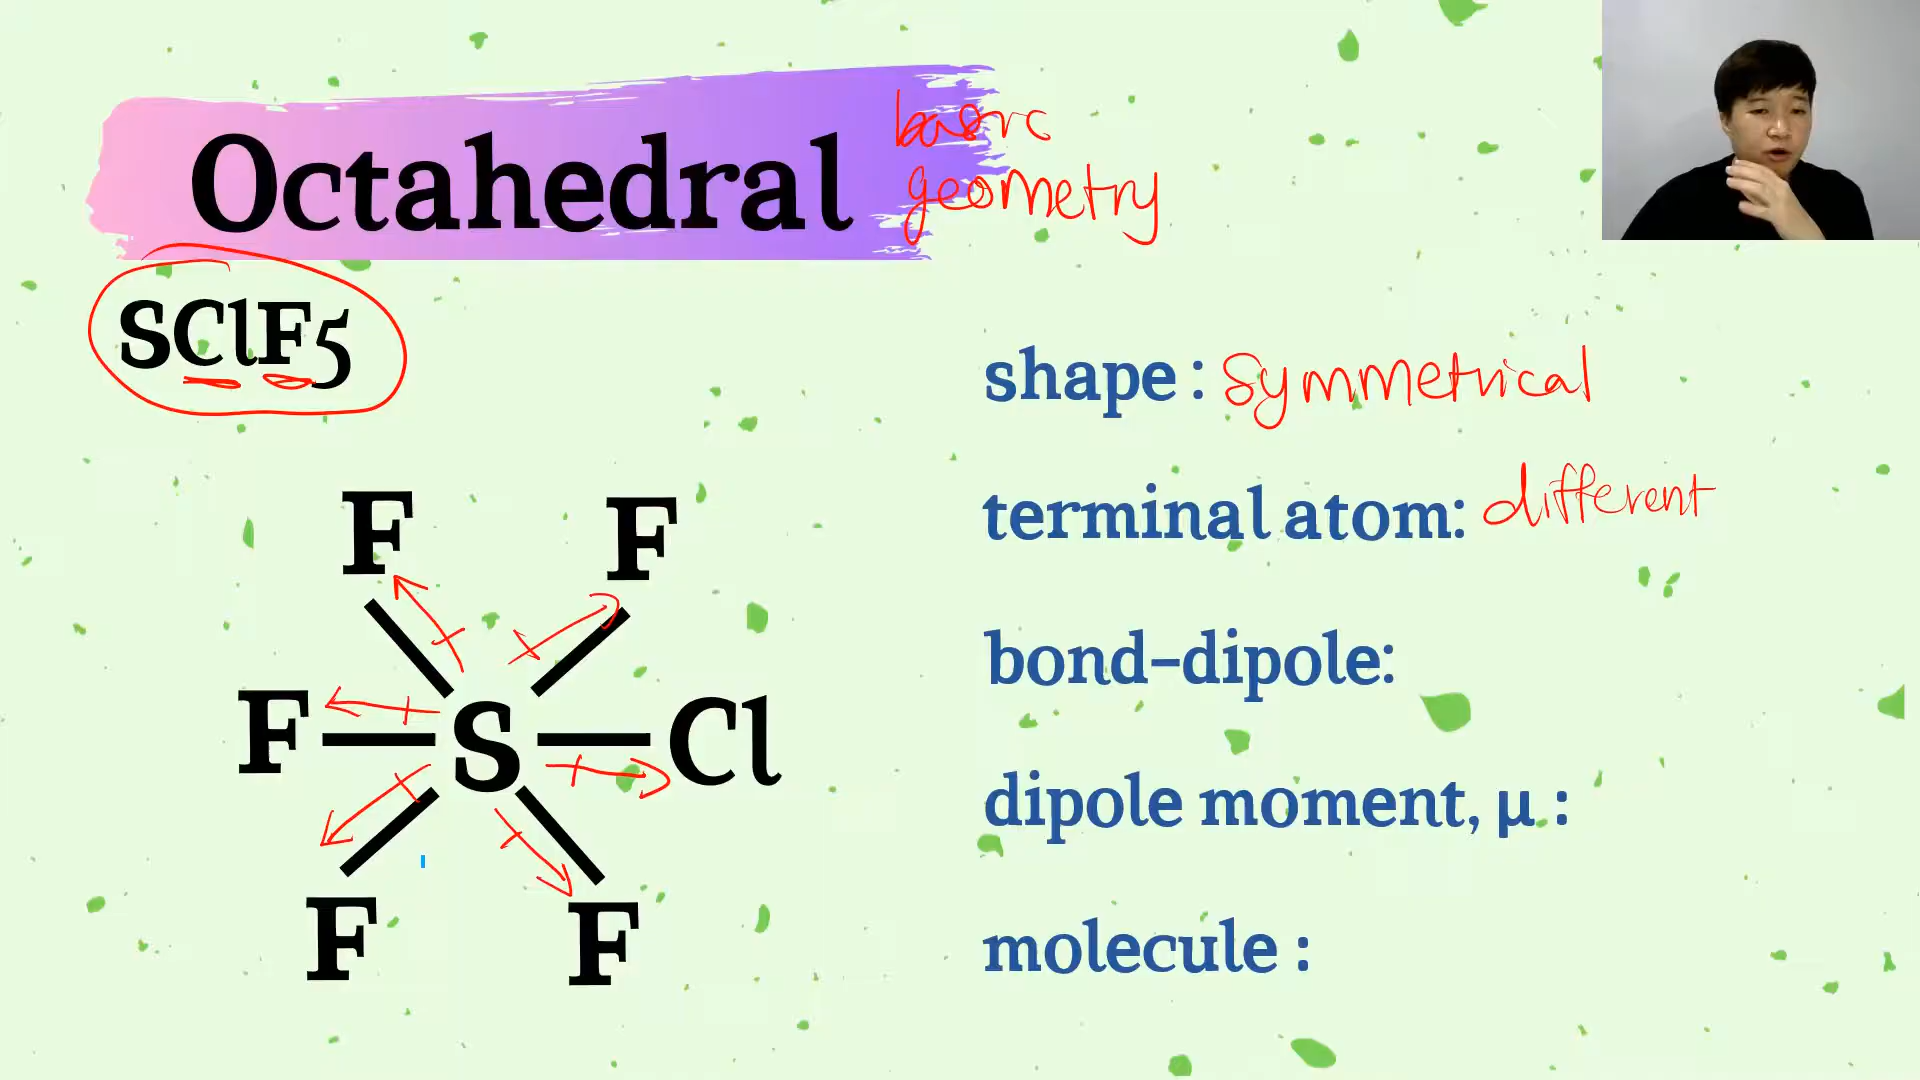 Octahedral
basic
geometry
SClF5
shape : symmetrical
terminal atom: different
bond-dipole:
dipole moment, μ :
molecule :
F F
F S Cl
F F